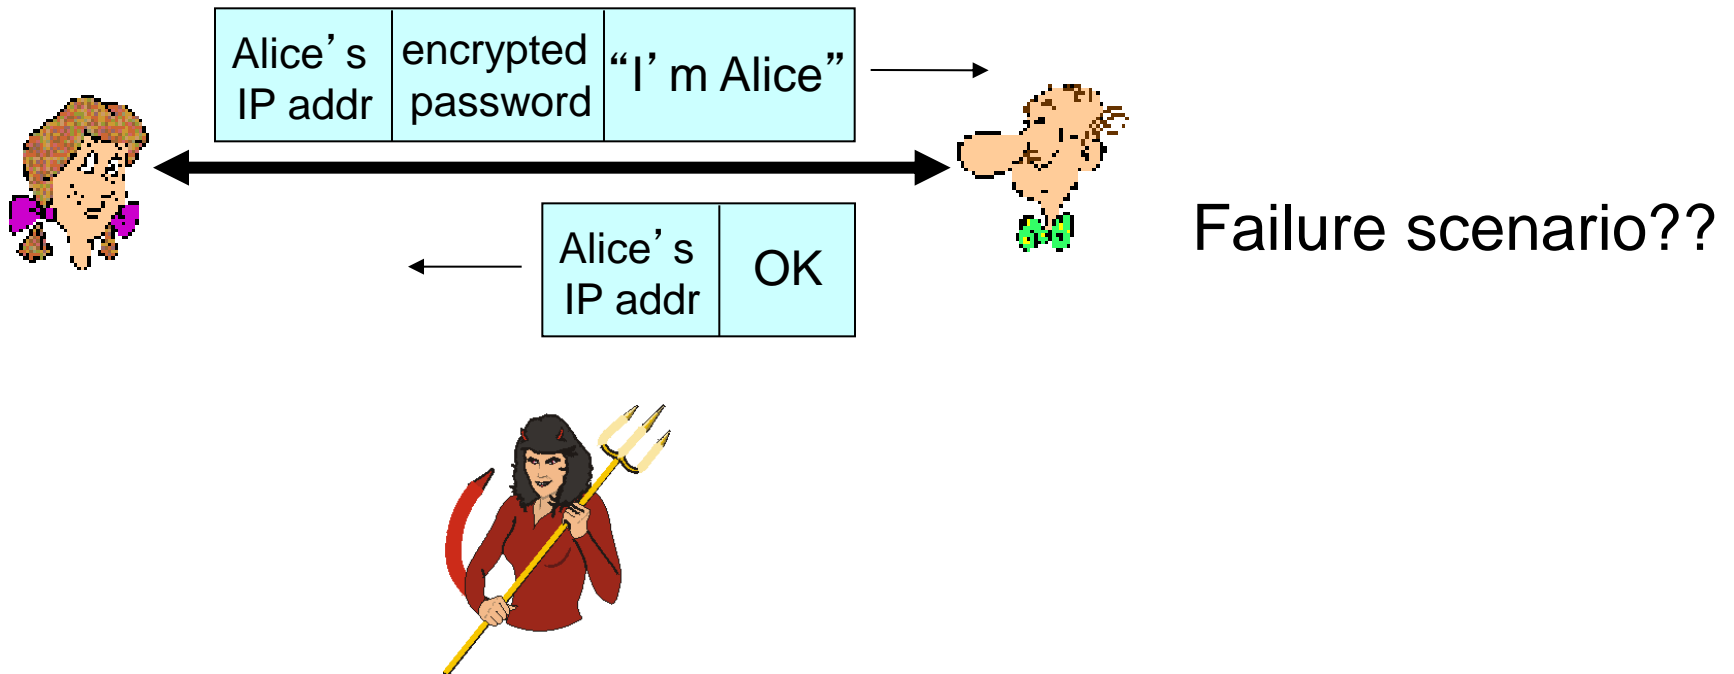 Alice’s
IP addr
encrypted
password
“I’m Alice”
Alice’s
IP addr
OK
Failure scenario??